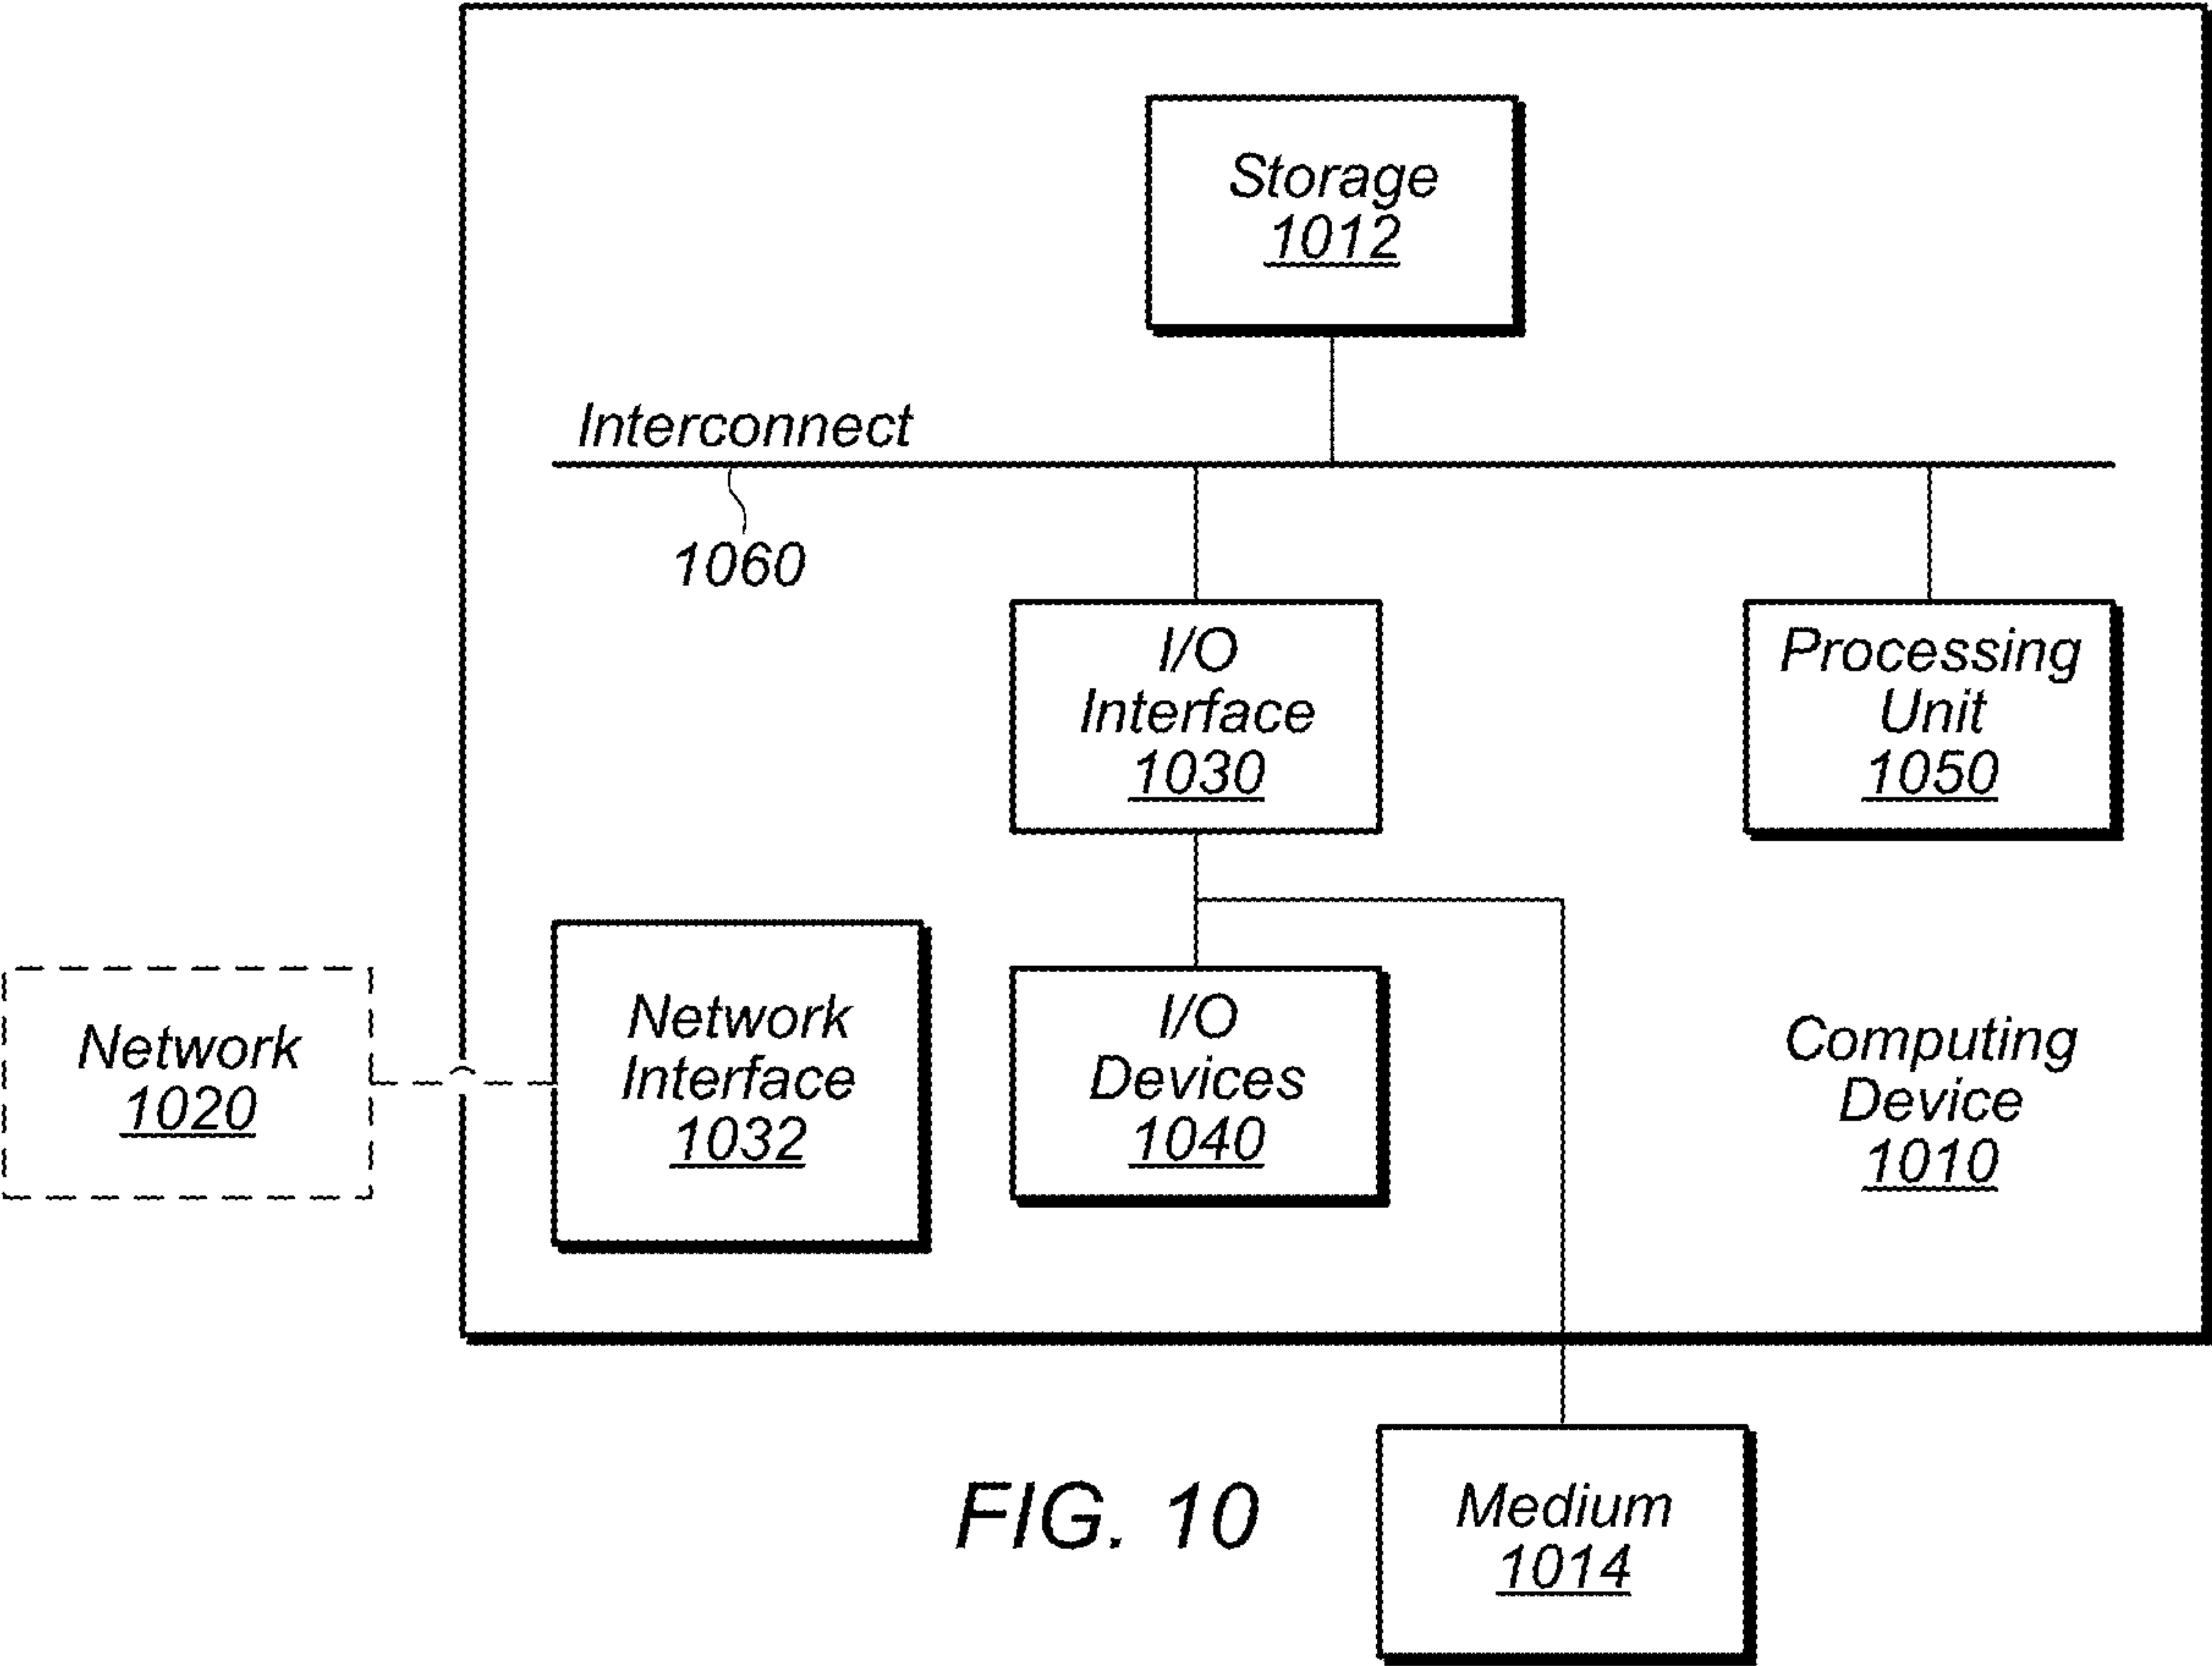 Storage
1012
Interconnect
1060
I/O
Interface
1030
Processing
Unit
1050
Network
1020
Network
Interface
1032
I/O
Devices
1040
Computing
Device
1010
FIG. 10
Medium
1014